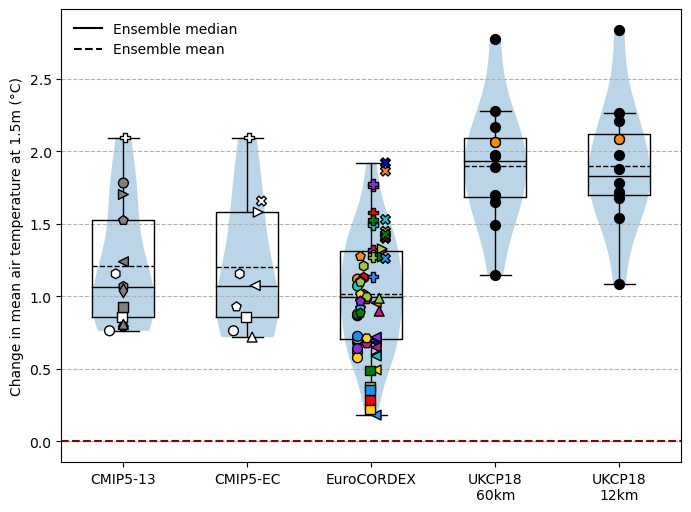 Ensemble median
Ensemble mean
Change in mean air temperature at 1.5m (°C)
2.5
2.0
1.5
1.0
0.5
0.0
CMIP5-13
CMIP5-EC
EuroCORDEX
UKCP18
60km
UKCP18
12km